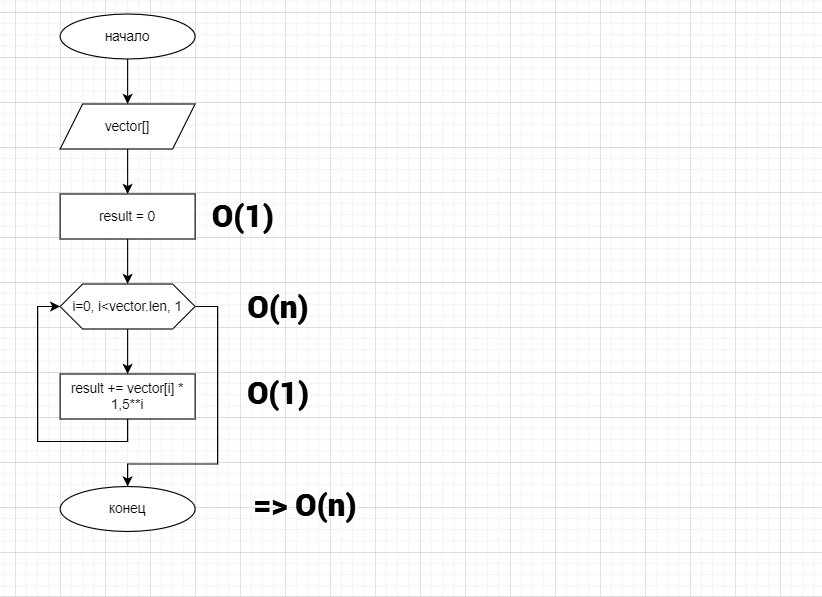 начало
vector[]
result = 0
O(1)
i=0, i<vector.len, 1
O(n)
result += vector[i] *
1,5**i
O(1)
конец
=> O(n)